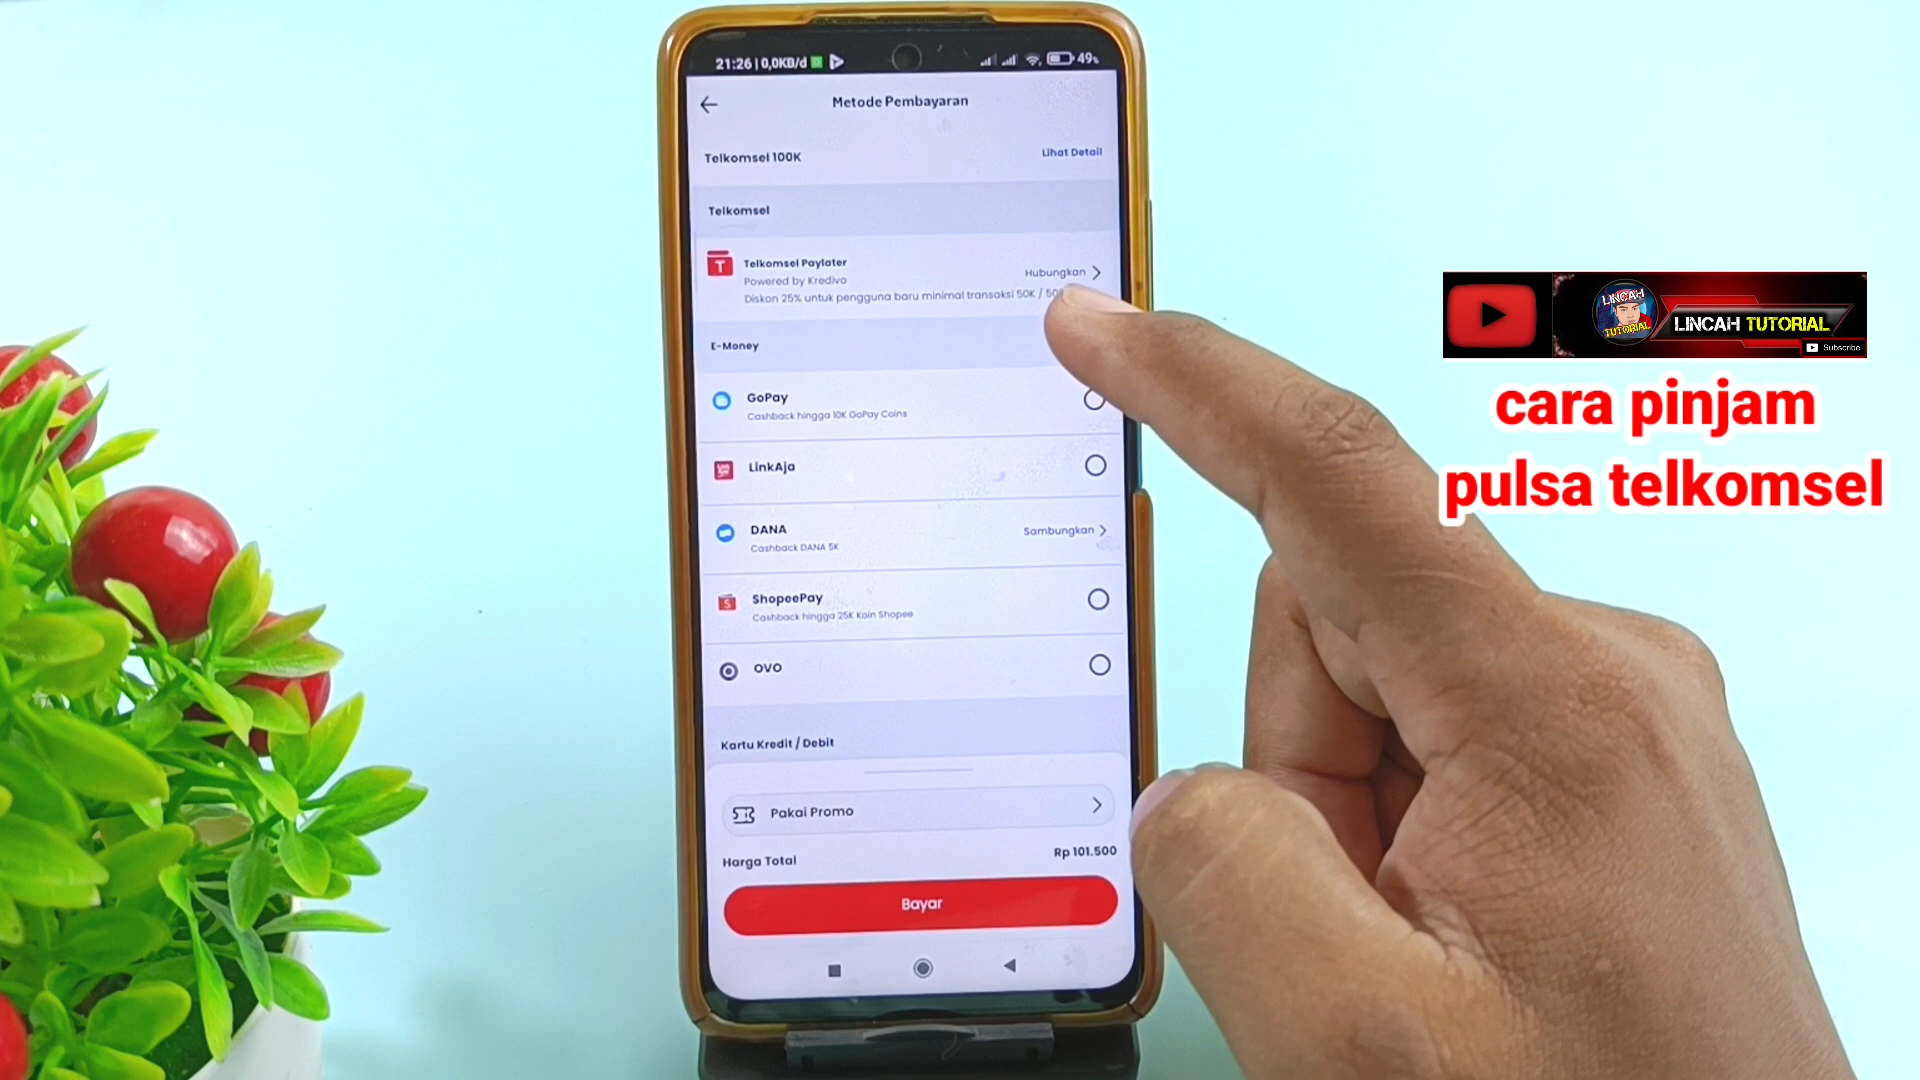 21:26 | 0,0KB/d
49%
Metode Pembayaran
Telkomsel 100K
Lihat Detail
Telkomsel
T
Telkomsel Paylater
Powered by Kredivo
Hubungkan
Diskon 25% untuk pengguna baru minimal transaksi 50K /
E-Money
GoPay
Cashback hingga 10K GoPay Coins
LinkAja
DANA
Cashback DANA 5K
Sambungkan
S
ShopeePay
Cashback hingga 25K Koin Shopee
OVO
Kartu Kredit / Debit
Pakai Promo
Harga Total
Rp 101.500
Bayar
LINCAH
TUTORIAL
LINCAH TUTORIAL
Subscribe
cara pinjam
pulsa telkomsel